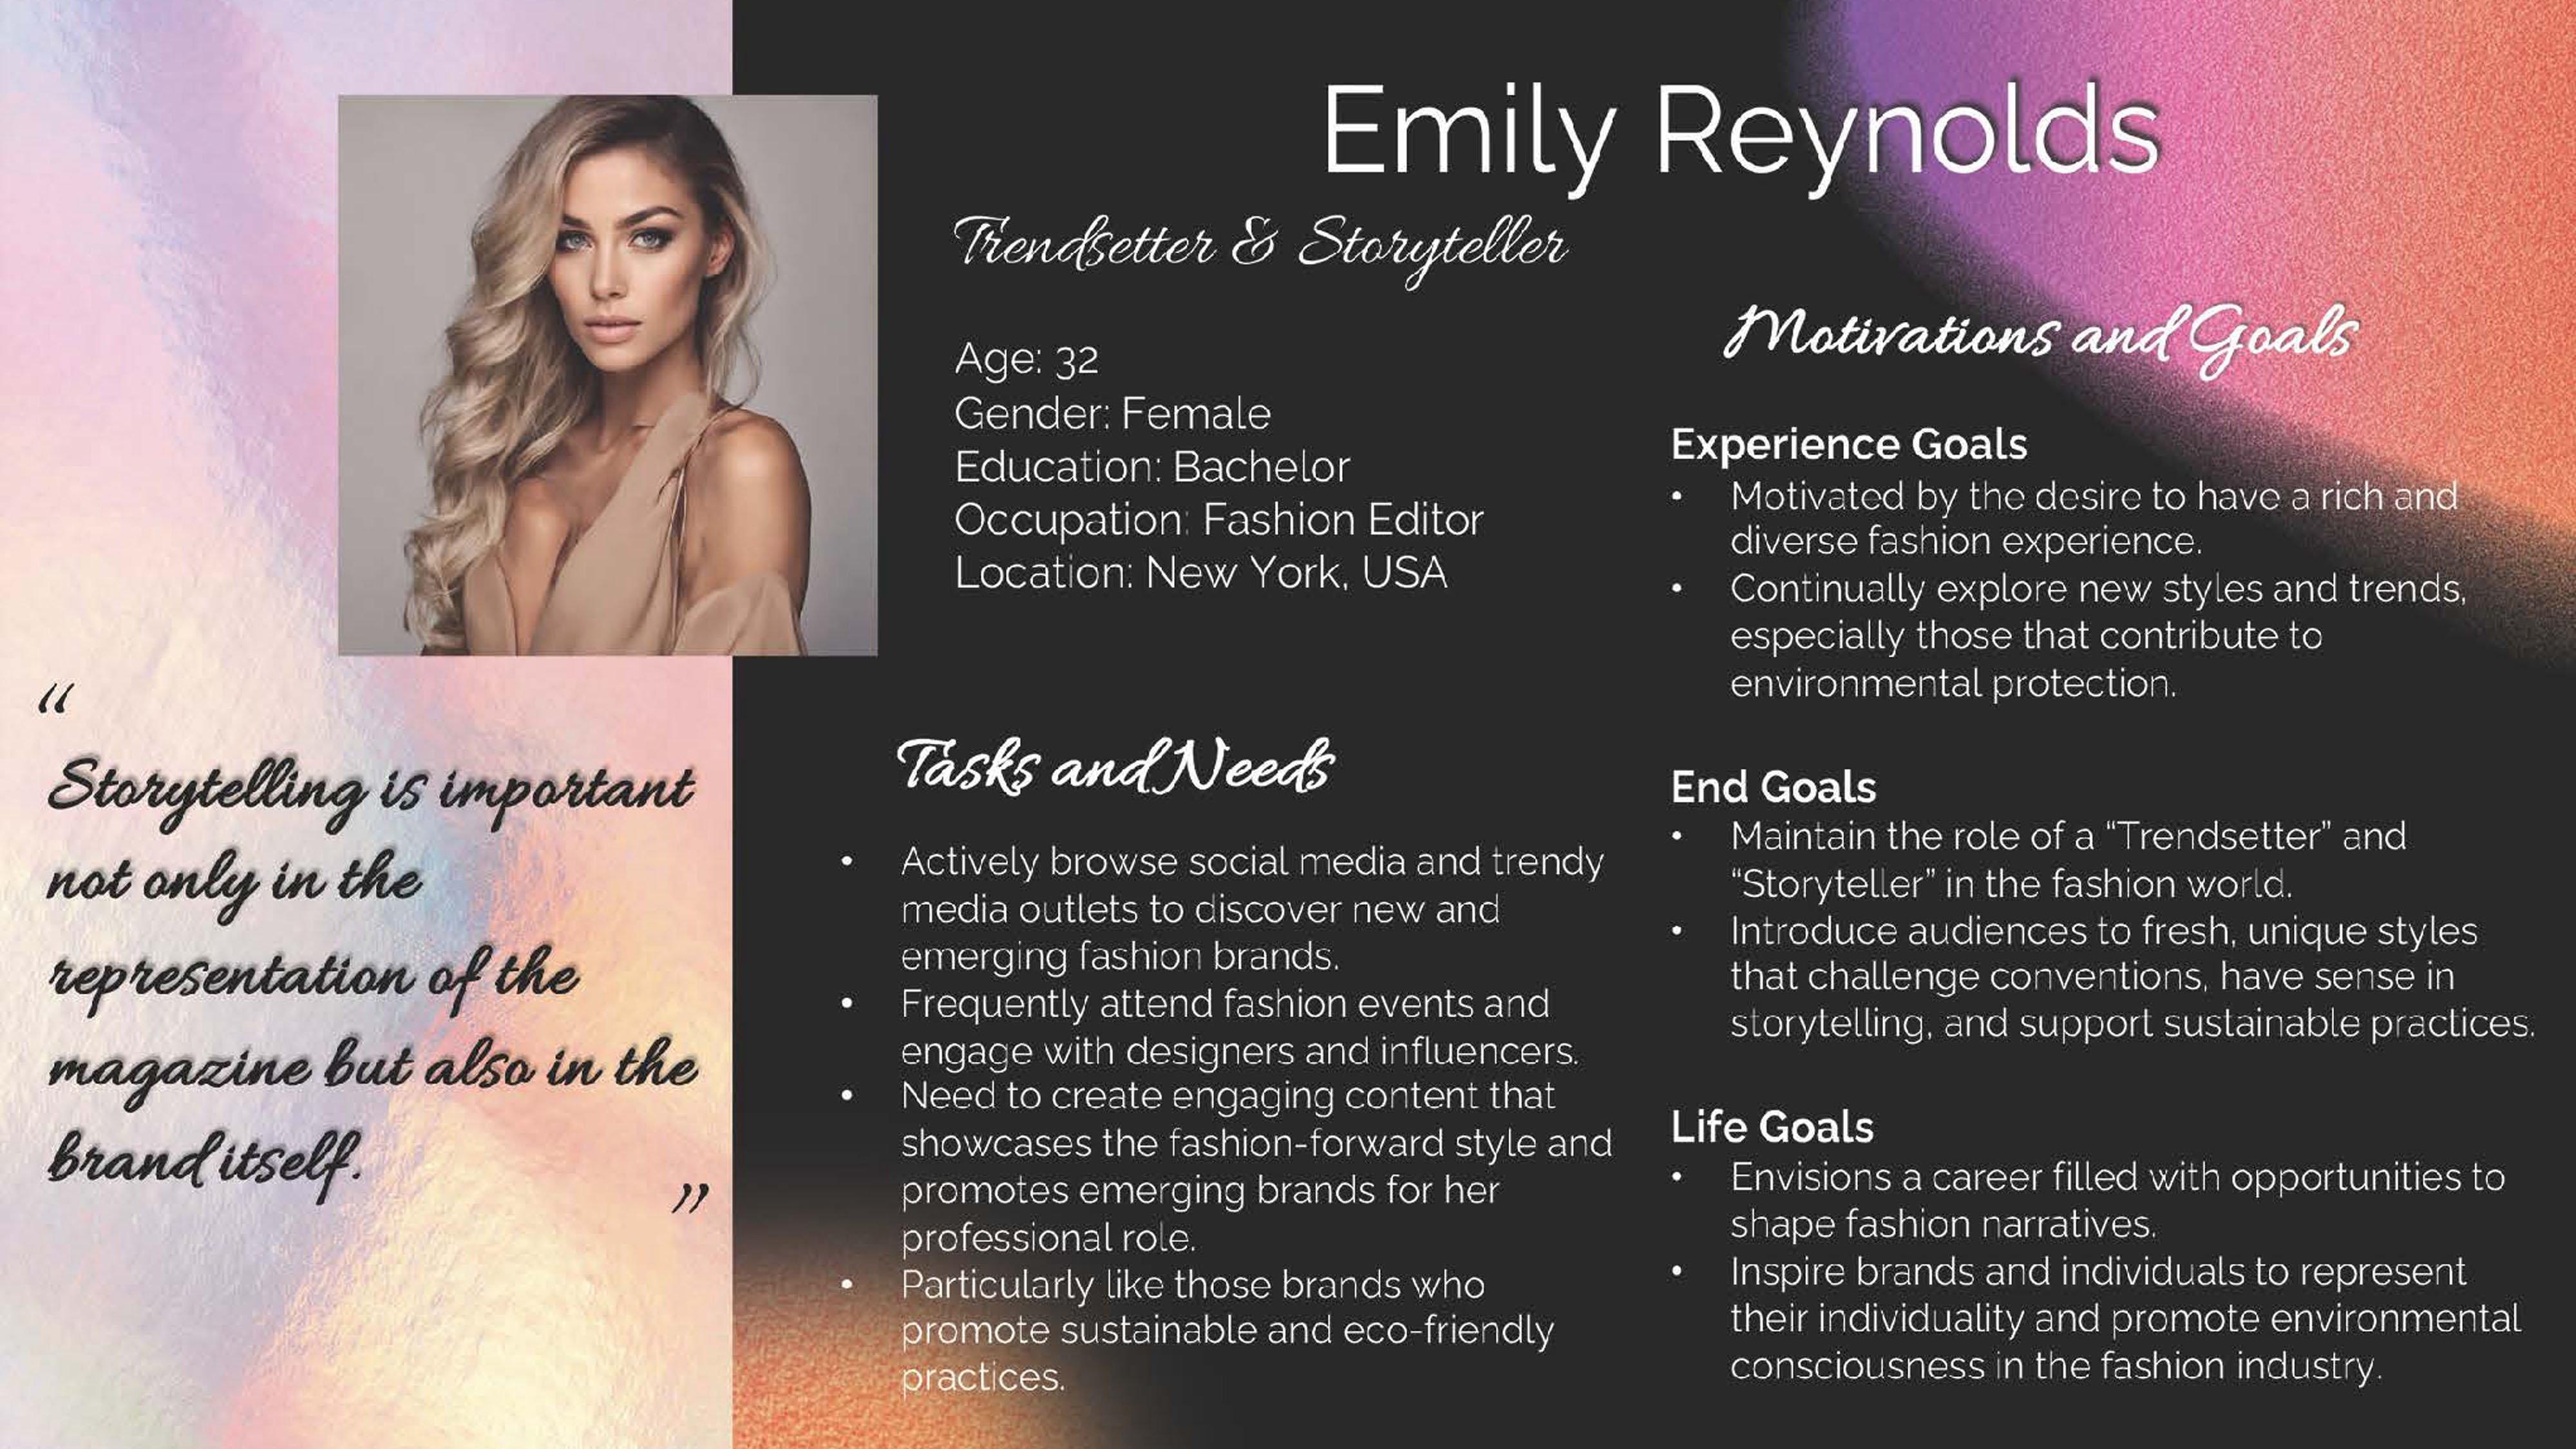 Emily Reynolds
Trendsetter & Storyteller
Age: 32
Gender: Female
Education: Bachelor
Occupation: Fashion Editor
Location: New York, USA
“
Storytelling is important
not only in the
representation of the
magazine but also in the
brand itself.
”
Tasks and Needs
• Actively browse social media and trendy
media outlets to discover new and
emerging fashion brands.
• Frequently attend fashion events and
engage with designers and influencers.
• Need to create engaging content that
showcases the fashion-forward style and
promotes emerging brands for her
professional role.
• Particularly like those brands who
promote sustainable and eco-friendly
practices.
Motivations and Goals
Experience Goals
• Motivated by the desire to have a rich and
diverse fashion experience.
• Continually explore new styles and trends,
especially those that contribute to
environmental protection.
End Goals
• Maintain the role of a “Trendsetter” and
“Storyteller” in the fashion world.
• Introduce audiences to fresh, unique styles
that challenge conventions, have sense in
storytelling, and support sustainable practices.
Life Goals
• Envisions a career filled with opportunities to
shape fashion narratives.
• Inspire brands and individuals to represent
their individuality and promote environmental
consciousness in the fashion industry.